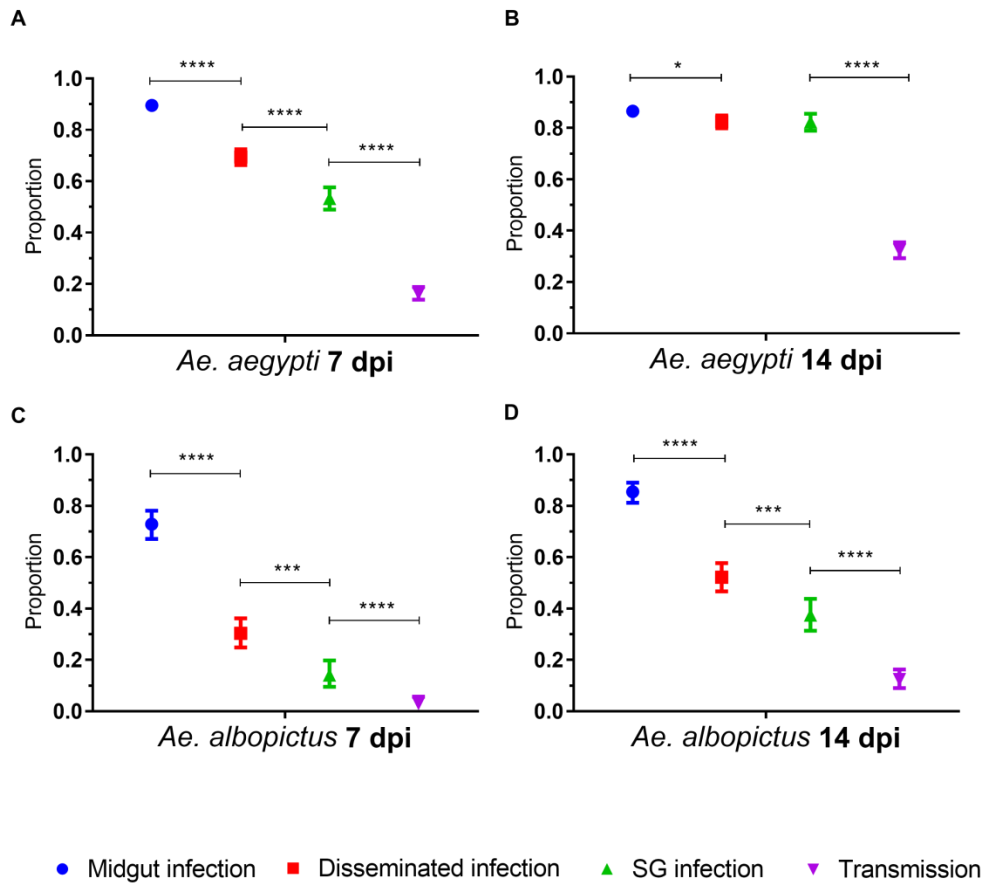 A
B
****
****
****
*
****
1.0
0.8
0.6
0.4
0.2
0.0
Proportion
1.0
0.8
0.6
0.4
0.2
0.0
Proportion
Ae. aegypti 7 dpi
Ae. aegypti 14 dpi
C
D
****
***
****
****
***
****
1.0
0.8
0.6
0.4
0.2
0.0
Proportion
1.0
0.8
0.6
0.4
0.2
0.0
Proportion
Ae. albopictus 7 dpi
Ae. albopictus 14 dpi
Midgut infection Disseminated infection SG infection Transmission